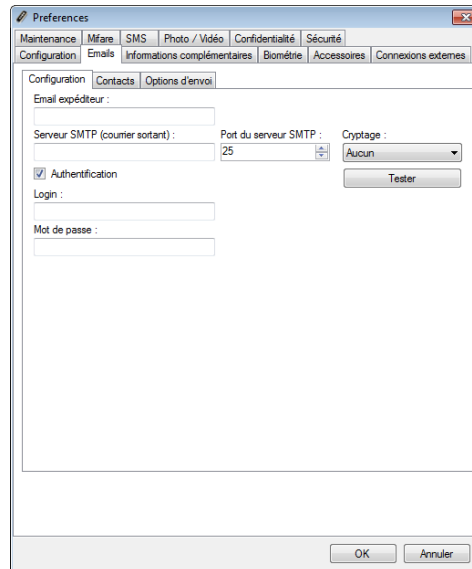 Preferences
Maintenance Mifare SMS Photo / Vidéo Confidentialité Sécurité
Configuration Emails Informations complémentaires Biométrie Accessoires Connexions externes
Configuration Contacts Options d'envoi
Email expéditeur :
Serveur SMTP (courrier sortant) : Port du serveur SMTP : Cryptage :
25 Aucun
Authentification Tester
Login :
Mot de passe :
OK Annuler